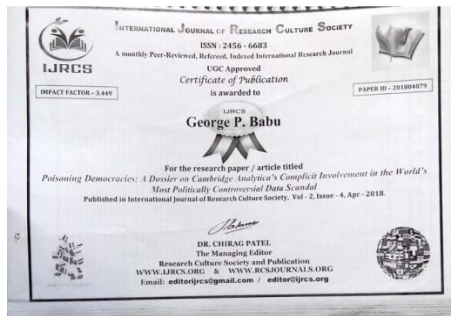 INTERNATIONAL JOURNAL OF RESEARCH CULTURE SOCIETY
ISSN : 2456 - 6683
A monthly Peer-Reviewed, Refereed, Indexed International Research Journal
IJRCS
UGC Approved
Certificate of Publication
is awarded to
IMPACT FACTOR - 3.449
PAPER ID - 201804079
IJRCS
George P. Babu
For the research paper / article titled
Poisoning Democracies: A Dossier on Cambridge Analytica's Complicit Involvement in the World's
Most Politically Controversial Data Scandal
Published in International Journal of Research Culture Society, Vol - 2, Issue - 4, Apr - 2018.
DR. CHIRAG PATEL
The Managing Editor
Research Culture Society and Publication
WWW.IJRCS.ORG & WWW.RCSJOURNALS.ORG
Email: editorijrcs@gmail.com / editor@ijrcs.org